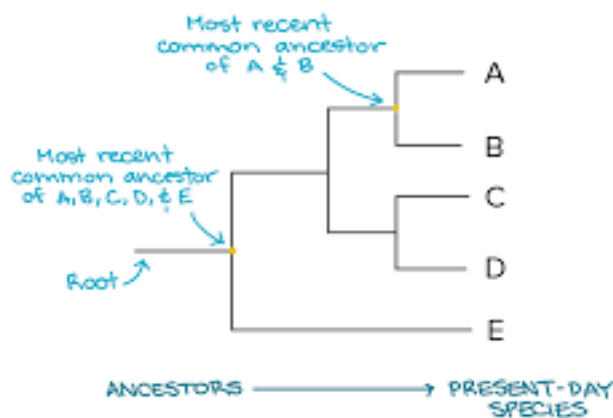 Most recent
common ancestor
of A & B
A
B
Most recent
common ancestor
of A, B, C, D, & E
C
D
Root
E
ANCESTORS
PRESENT-DAY
SPECIES